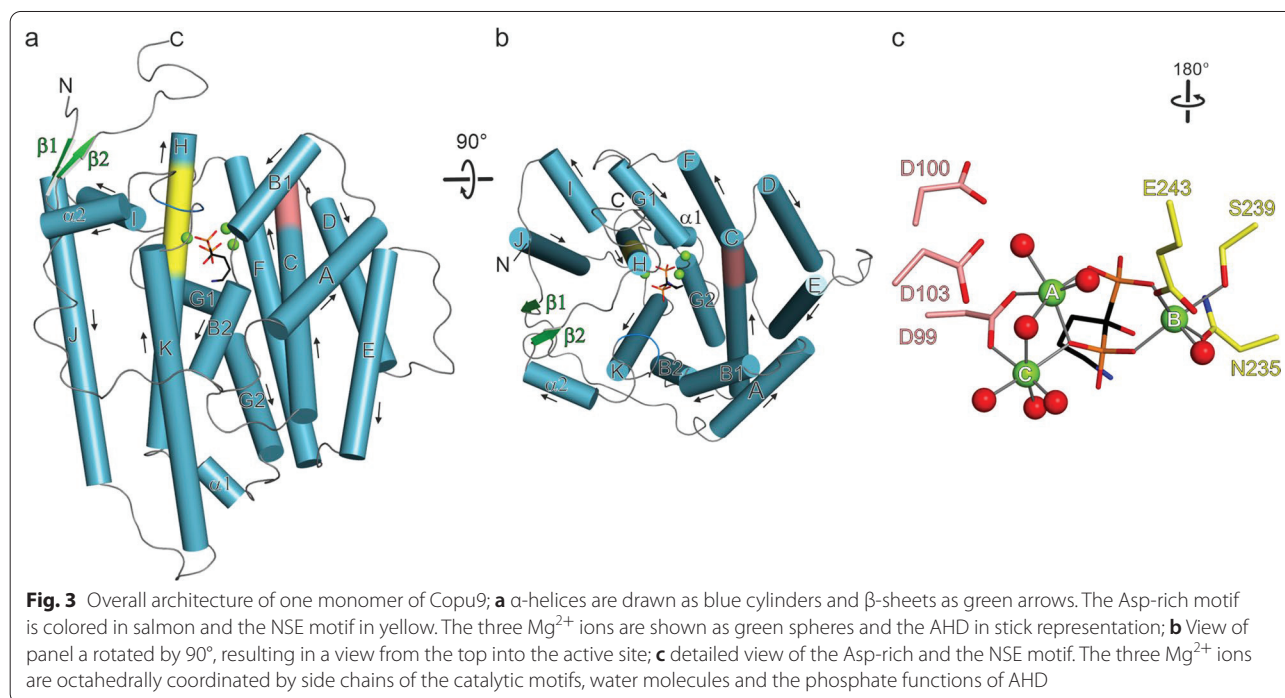 a
C
N
β1
β2
H
B1
α2
I
D
F
C
A
G1
B2
J
K
E
G2
α1
90°
b
F
I
G1
D
C
α1
J
C
N
H
E
G2
β1
β2
K
B2
B1
A
α2
c
180°
D100
E243
S239
D103
A
B
D99
C
N235
Fig. 3 Overall architecture of one monomer of Copu9; a α-helices are drawn as blue cylinders and β-sheets as green arrows. The Asp-rich motif
is colored in salmon and the NSE motif in yellow. The three Mg2+ ions are shown as green spheres and the AHD in stick representation; b View of
panel a rotated by 90°, resulting in a view from the top into the active site; c detailed view of the Asp-rich and the NSE motif. The three Mg2+ ions
are octahedrally coordinated by side chains of the catalytic motifs, water molecules and the phosphate functions of AHD